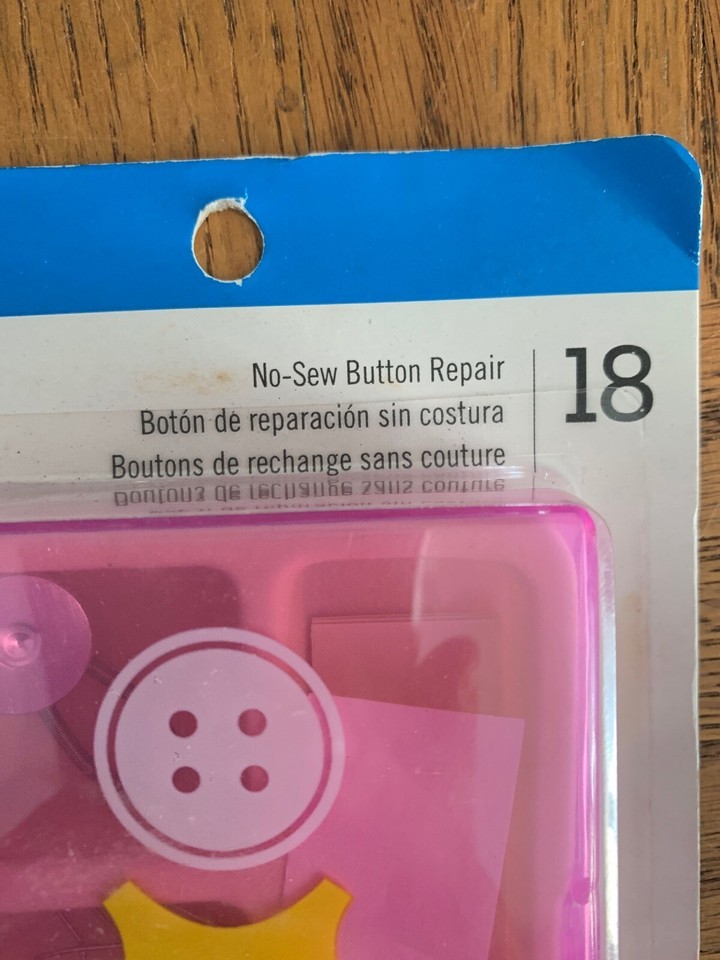 No-Sew Button Repair
18
Botón de reparación sin costura
Boutons de rechange sans couture